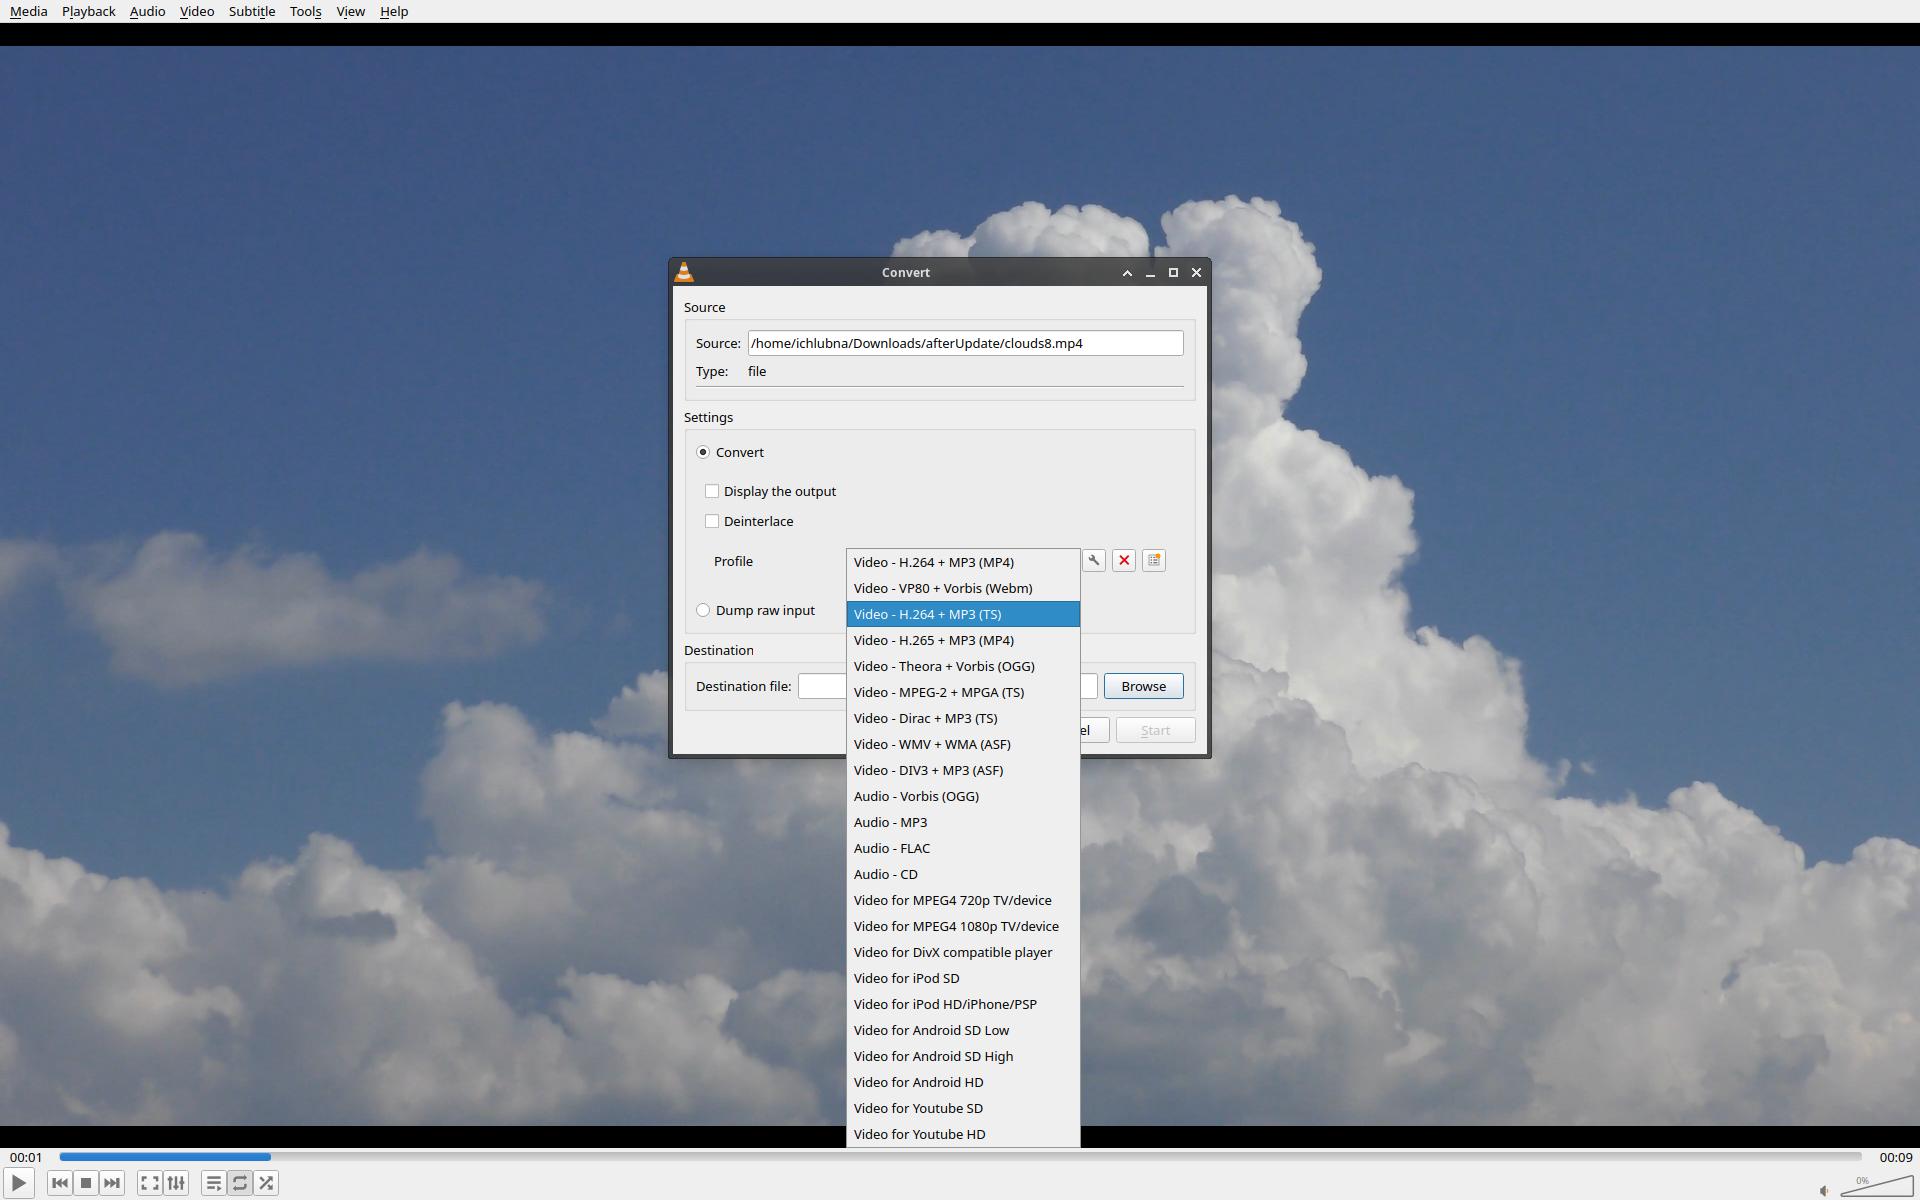 Media Playback Audio Video Subtitle Tools View Help
Convert
Source
Source: /home/ichlubna/Downloads/afterUpdate/clouds8.mp4
Type: file
Settings
Convert
Display the output
Deinterlace
Profile
Video - H.264 + MP3 (MP4)
Video - VP80 + Vorbis (Webm)
Dump raw input
Video - H.264 + MP3 (TS)
Video - H.265 + MP3 (MP4)
Destination
Video - Theora + Vorbis (OGG)
Destination file:
Browse
Video - MPEG-2 + MPGA (TS)
Video - Dirac + MP3 (TS)
el Start
Video - WMV + WMA (ASF)
Video - DIV3 + MP3 (ASF)
Audio - Vorbis (OGG)
Audio - MP3
Audio - FLAC
Audio - CD
Video for MPEG4 720p TV/device
Video for MPEG4 1080p TV/device
Video for DivX compatible player
Video for iPod SD
Video for iPod HD/iPhone/PSP
Video for Android SD Low
Video for Android SD High
Video for Android HD
Video for Youtube SD
Video for Youtube HD
00:01 00:09
0%